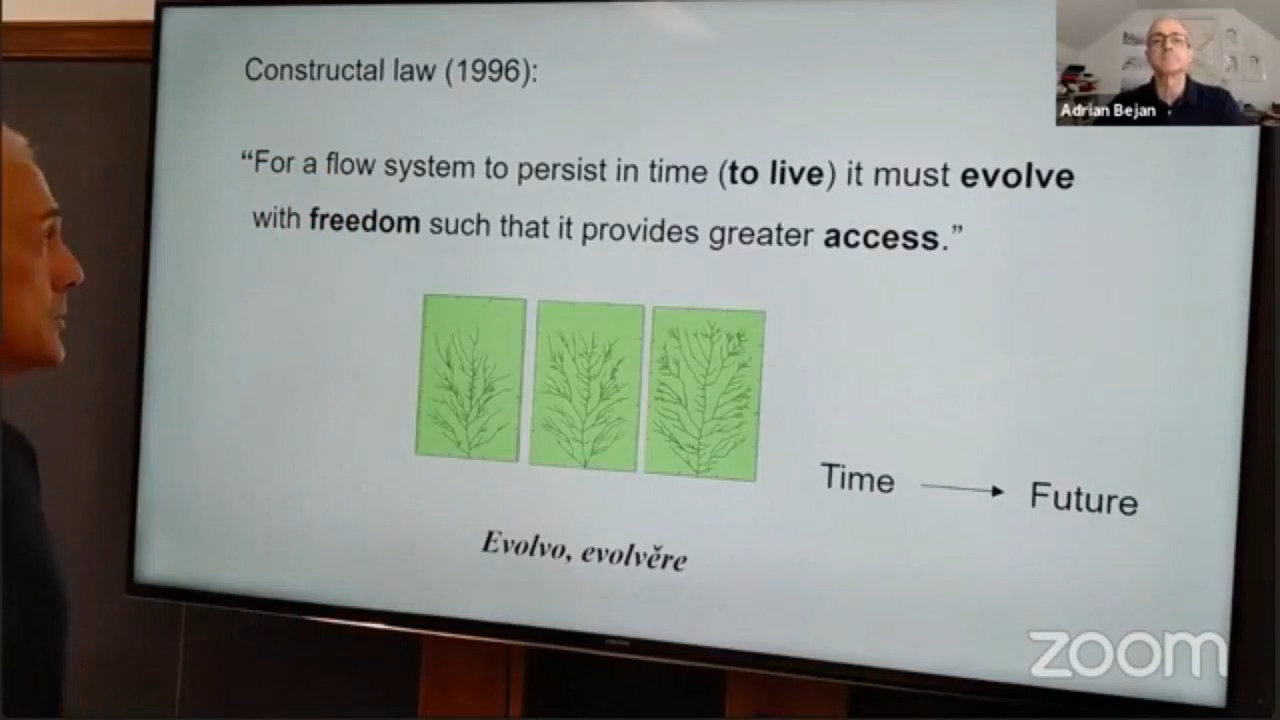 Constructal law (1996):
“For a flow system to persist in time (to live) it must evolve
with freedom such that it provides greater access.”
Time
Future
Evolvo, evolvěre
Adrian Bejan
zoom